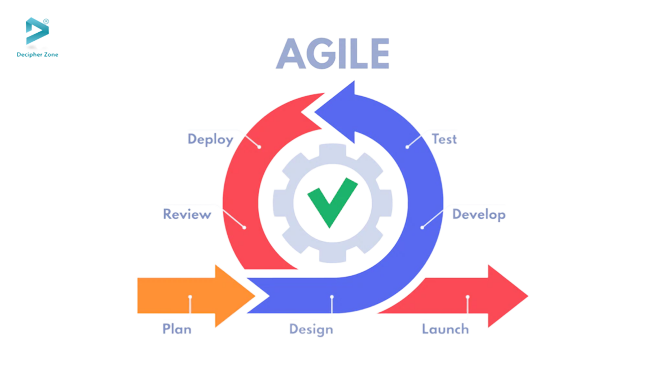 Decipher Zone
AGILE
Deploy
Test
Review
Develop
Plan
Design
Launch